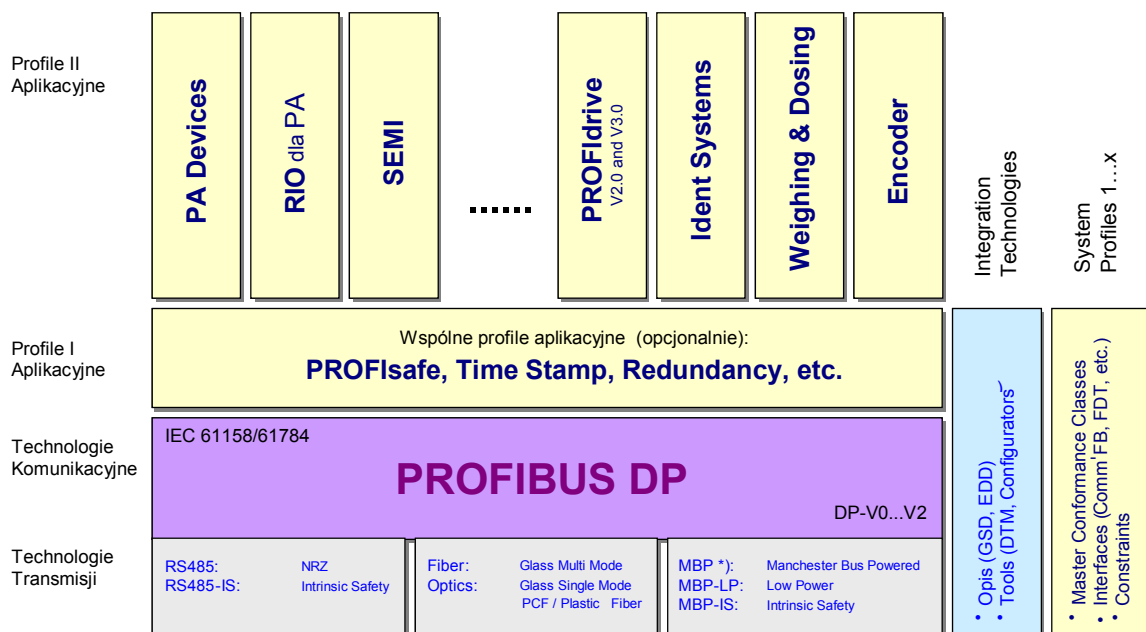 Profile II
Aplikacyjne
PA Devices
RIO dla PA
SEMI
.......
PROFIdrive
V2.0 and V3.0
Ident Systems
Weighing & Dosing
Encoder
Integration
Technologies
System
Profiles 1...x
Profile I
Aplikacyjne
Wspólne profile aplikacyjne (opcjonalnie):
PROFIsafe, Time Stamp, Redundancy, etc.
Technologie
Komunikacyjne
IEC 61158/61784
PROFIBUS DP
DP-V0...V2
Technologie
Transmisji
RS485: NRZ
RS485-IS: Intrinsic Safety
Fiber: Glass Multi Mode
Optics: Glass Single Mode
PCF / Plastic Fiber
MBP *): Manchester Bus Powered
MBP-LP: Low Power
MBP-IS: Intrinsic Safety
• Opis (GSD, EDD)
• Tools (DTM, Configurators)
• Master Conformance Classes
• Interfaces (Comm'FB, FDT, etc.)
• Constraints